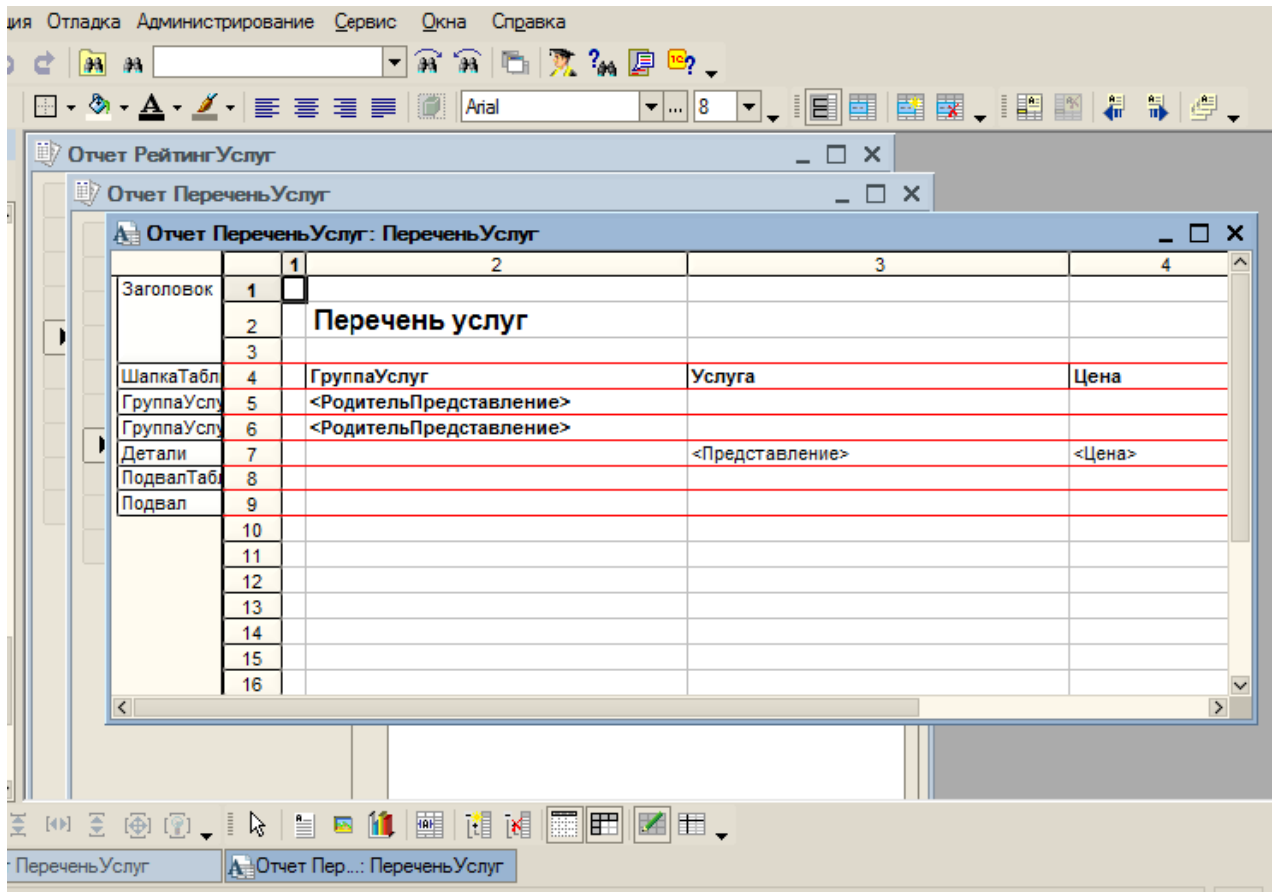 ция Отладка Администрирование Сервис Окна Справка
Arial 8
Отчет РейтингУслуг
Отчет ПереченьУслуг
Отчет ПереченьУслуг: ПереченьУслуг
1 2 3 4
Заголовок 1
2 Перечень услуг
3
ШапкаТабл 4 ГруппаУслуг Услуга Цена
ГруппаУслу 5 <РодительПредставление>
ГруппаУслу 6 <РодительПредставление>
Детали 7 <Представление> <Цена>
ПодвалТабл 8
Подвал 9
10
11
12
13
14
15
16
т ПереченьУслуг Отчет Пер...: ПереченьУслуг